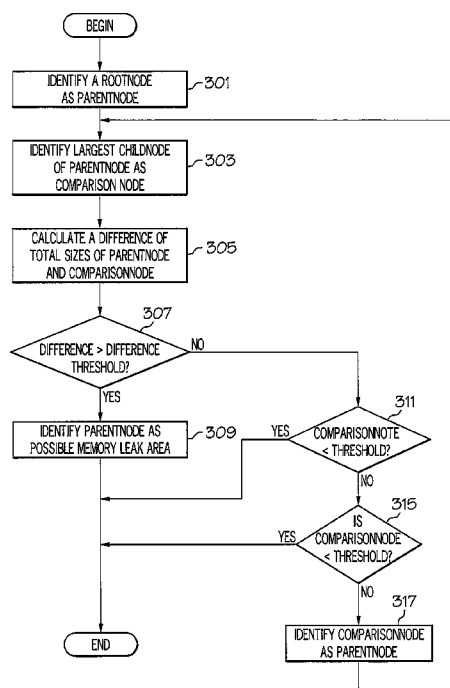 BEGIN
IDENTIFY A ROOTNODE
AS PARENTNODE
301
IDENTIFY LARGEST CHILDNODE
OF PARENTNODE AS
COMPARISON NODE
303
CALCULATE A DIFFERENCE OF
TOTAL SIZES OF PARENTNODE
AND COMPARISONNODE
305
307
DIFFERENCE > DIFFERENCE
THRESHOLD?
NO
YES
IDENTIFY PARENTNODE AS
POSSIBLE MEMORY LEAK AREA
309
311
YES
COMPARISONNOTE
< THRESHOLD?
NO
315
YES
IS
COMPARISONNODE
< THRESHOLD?
NO
317
IDENTIFY COMPARISONNODE
AS PARENTNODE
END